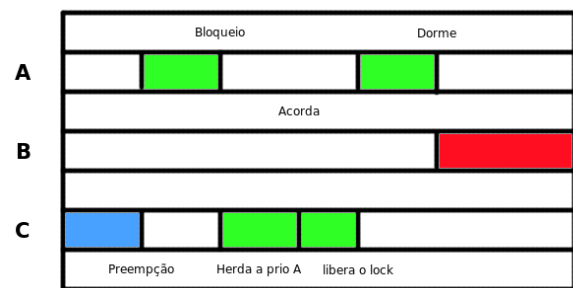 Bloqueio Dorme
A
Acorda
B
C
Preempção Herda a prio A libera o lock